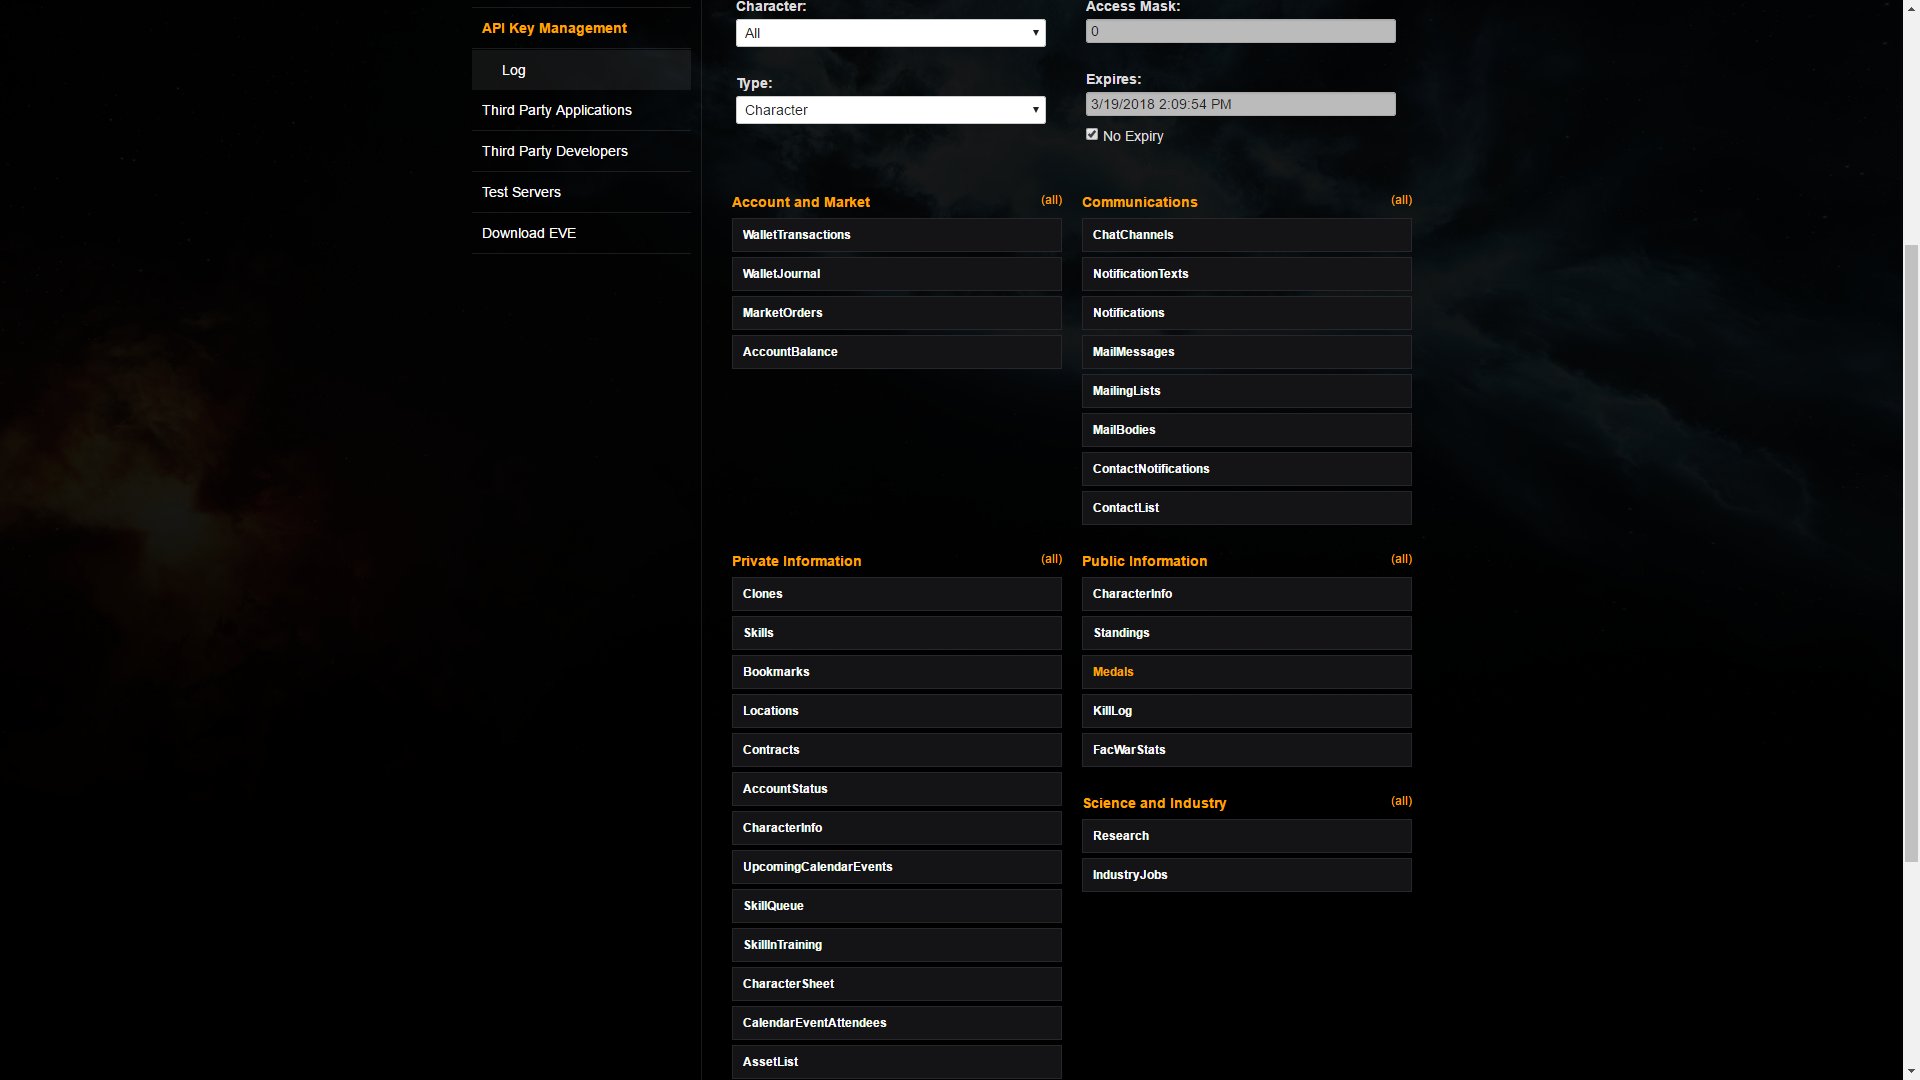 API Key Management
Log
Third Party Applications
Third Party Developers
Test Servers
Download EVE
Character:
All
Type:
Character
Access Mask:
0
Expires:
3/19/2018 2:09:54 PM
No Expiry
Account and Market (all)
WalletTransactions
WalletJournal
MarketOrders
AccountBalance
Communications (all)
ChatChannels
NotificationTexts
Notifications
MailMessages
MailingLists
MailBodies
ContactNotifications
ContactList
Private Information (all)
Clones
Skills
Bookmarks
Locations
Contracts
AccountStatus
CharacterInfo
UpcomingCalendarEvents
SkillQueue
SkillInTraining
CharacterSheet
CalendarEventAttendees
AssetList
Public Information (all)
CharacterInfo
Standings
Medals
KillLog
FacWarStats
Science and Industry (all)
Research
IndustryJobs